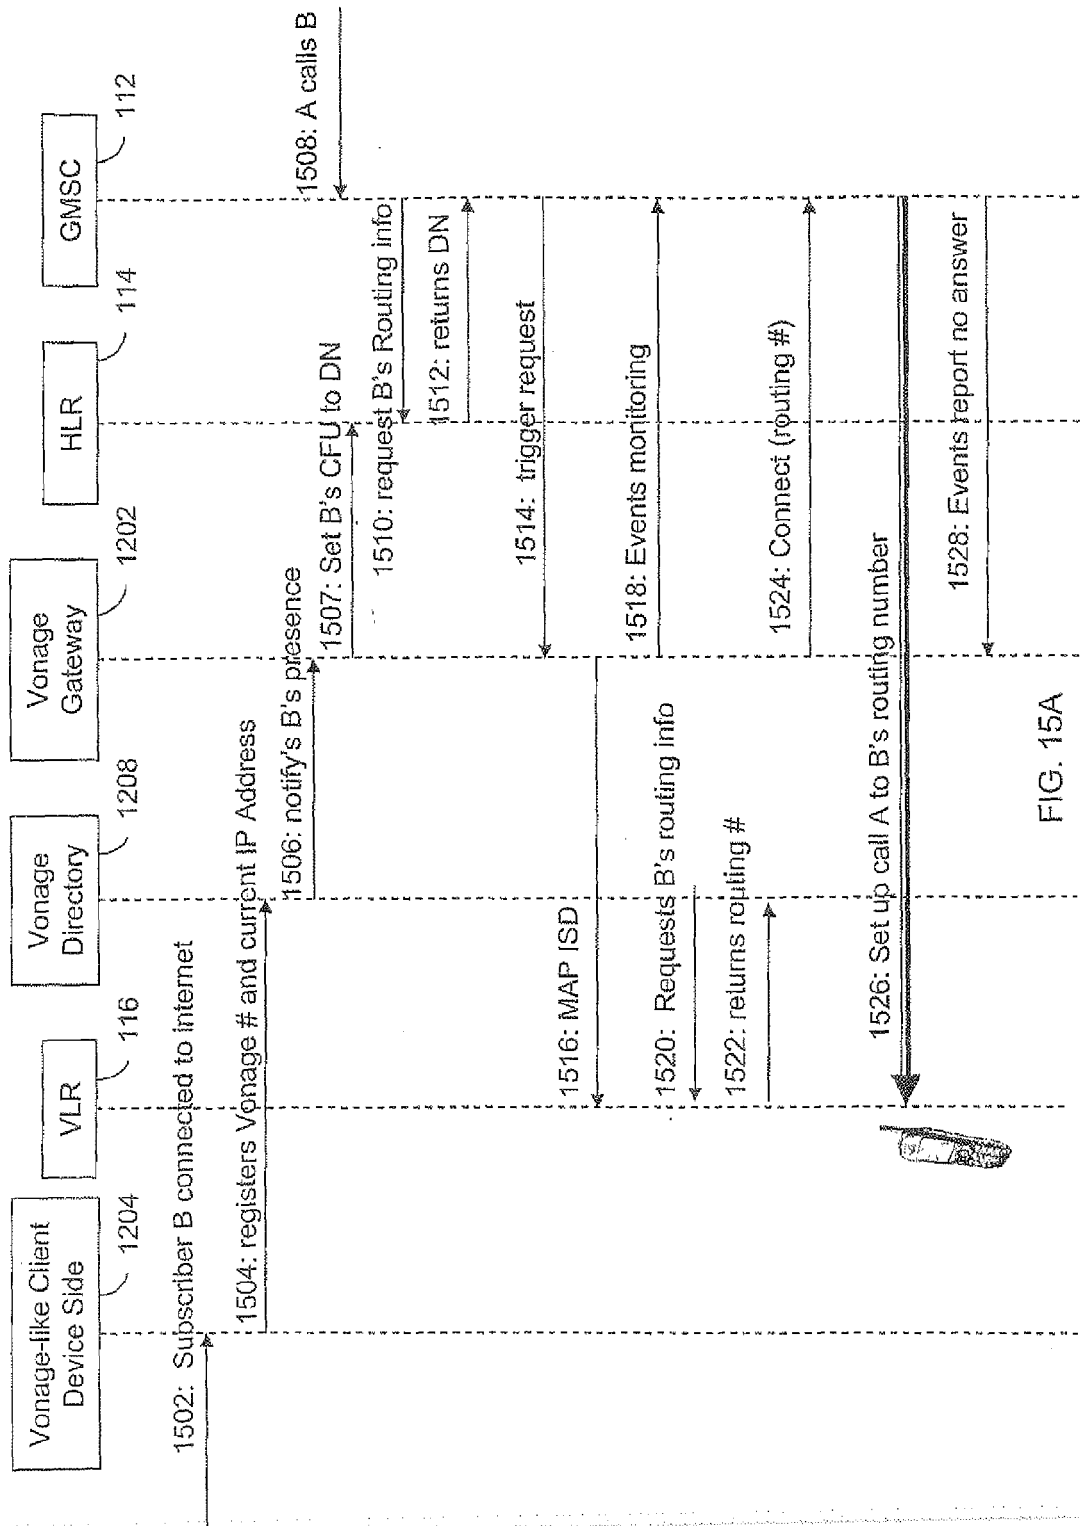 Vonage-like Client
Device Side
1204
VLR
116
Vonage
Directory
1208
Vonage
Gateway
1202
HLR
114
GMSC
112
1502: Subscriber B connected to internet
1504: registers Vonage # and current IP Address
1506: notify's B's presence
1507: Set B's CFU to DN
1508: A calls B
1510: request B's Routing info
1512: returns DN
1514: trigger request
1516: MAP ISD
1518: Events monitoring
1520: Requests B's routing info
1522: returns routing #
1524: Connect (routing #)
1526: Set up call A to B's routing number
1528: Events report no answer
FIG. 15A